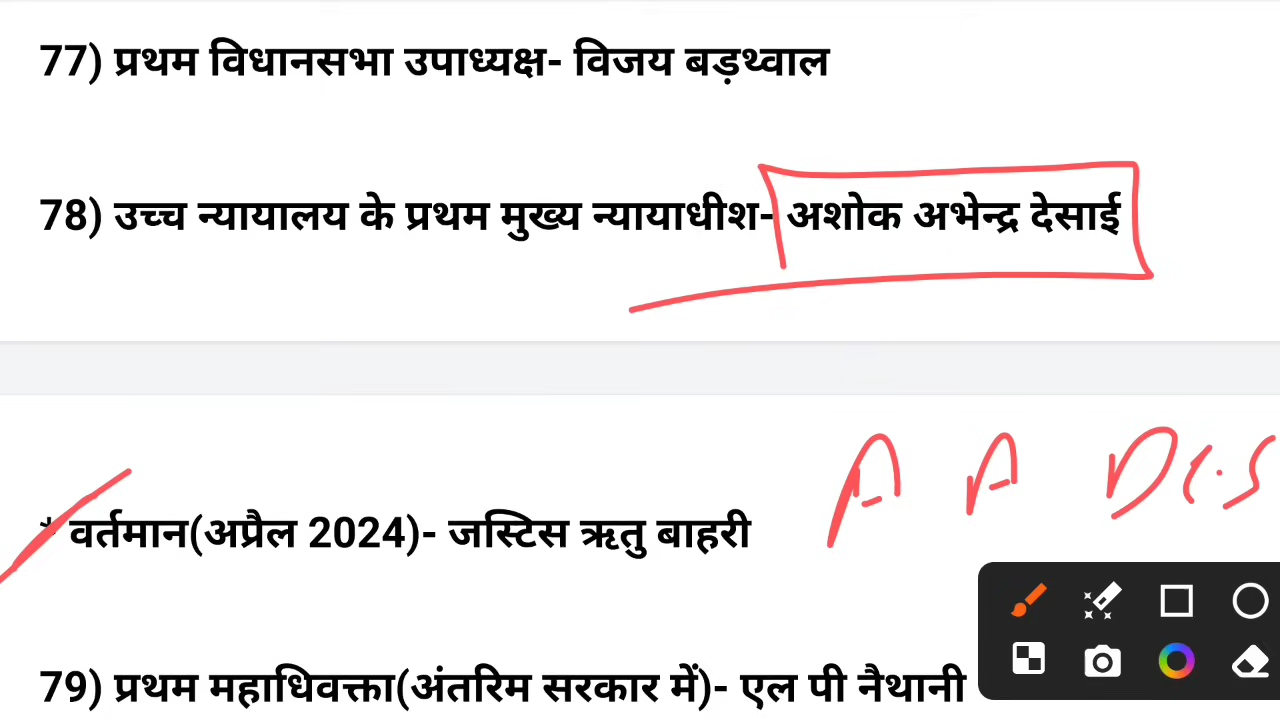 77) प्रथम विधानसभा उपाध्यक्ष- विजय बड़थ्वाल
78) उच्च न्यायालय के प्रथम मुख्य न्यायाधीश- अशोक अभेन्द्र देसाई
A A Des
* वर्तमान(अप्रैल 2024)- जस्टिस ऋतु बाहरी
79) प्रथम महाधिवक्ता(अंतरिम सरकार में)- एल पी नैथानी